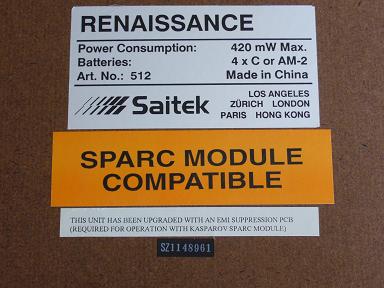 RENAISSANCE
Power Consumption: 420 mW Max.
Batteries: 4 x C or AM-2
Art. No.: 512 Made in China
Saitek
LOS ANGELES
ZÜRICH LONDON
PARIS HONG KONG
SPARC MODULE
COMPATIBLE
THIS UNIT HAS BEEN UPGRADED WITH AN EMI SUPPRESSION PCB
(REQUIRED FOR OPERATION WITH KASPAROV SPARC MODULE)
SZ1148961